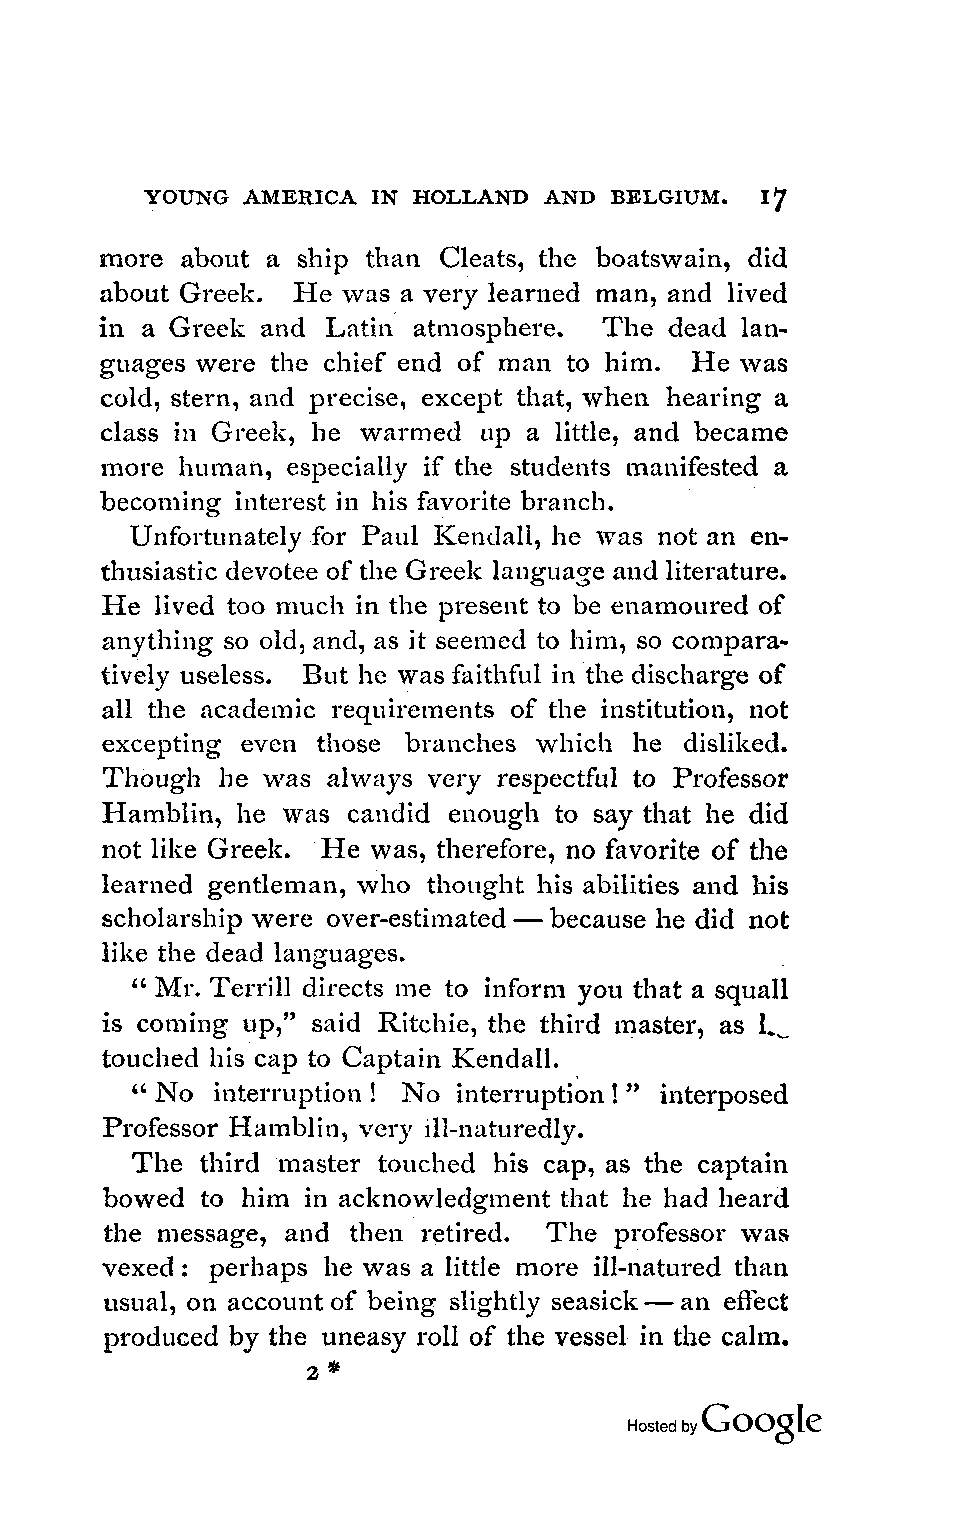 YOUNG AMERICA IN HOLLAND AND BELGIUM. 17
more about a ship than Cleats, the boatswain, did
about Greek. He was a very learned man, and lived
in a Greek and Latin atmosphere. The dead lan-
guages were the chief end of man to him. He was
cold, stern, and precise, except that, when hearing a
class in Greek, he warmed up a little, and became
more human, especially if the students manifested a
becoming interest in his favorite branch.
Unfortunately for Paul Kendall, he was not an en-
thusiastic devotee of the Greek language and literature.
He lived too much in the present to be enamoured of
anything so old, and, as it seemed to him, so compara-
tively useless. But he was faithful in the discharge of
all the academic requirements of the institution, not
excepting even those branches which he disliked.
Though he was always very respectful to Professor
Hamblin, he was candid enough to say that he did
not like Greek. He was, therefore, no favorite of the
learned gentleman, who thought his abilities and his
scholarship were over-estimated — because he did not
like the dead languages.
“ Mr. Terrill directs me to inform you that a squall
is coming up,” said Ritchie, the third master, as
touched his cap to Captain Kendall.
“ No interruption ! No interruption ! ” interposed
Professor Hamblin, very ill-naturedly.
The third master touched his cap, as the captain
bowed to him in acknowledgment that he had heard
the message, and then retired. The professor was
vexed : perhaps he was a little more ill-natured than
usual, on account of being slightly seasick — an effect
produced by the uneasy roll of the vessel in the calm.
2 *
Hosted by Google